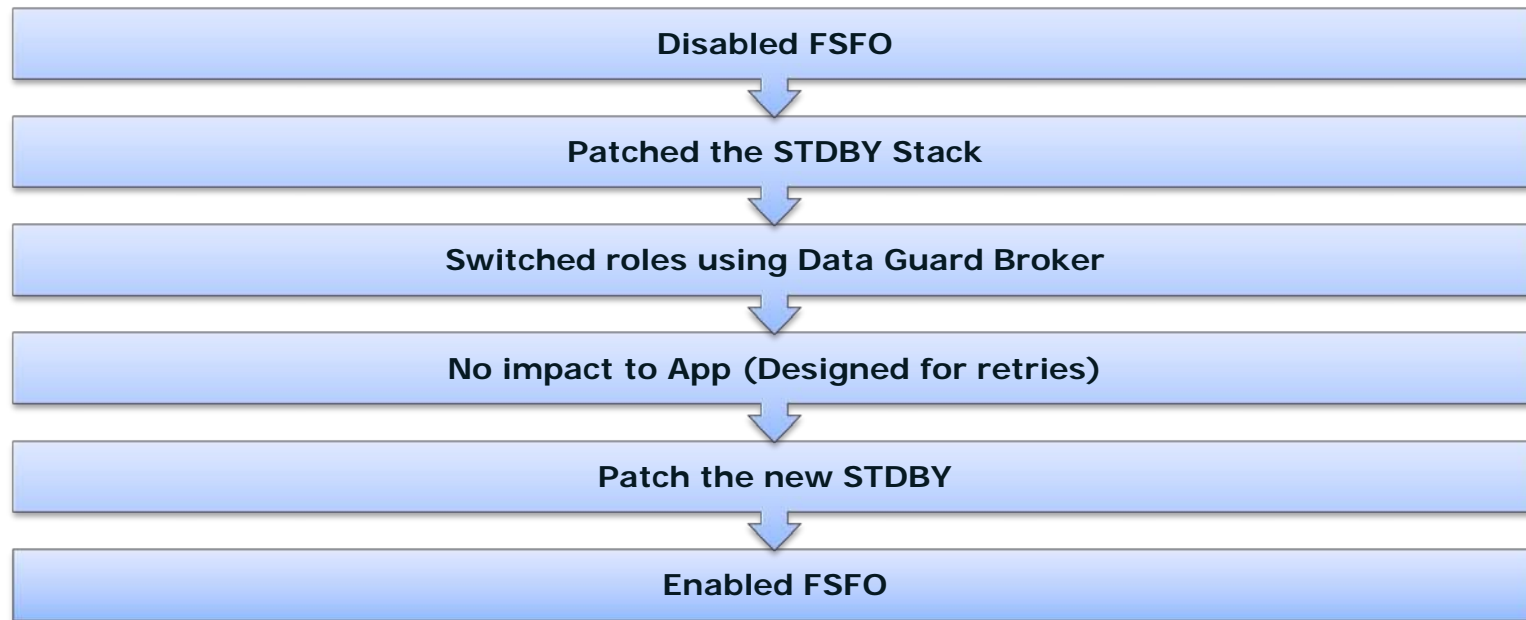 Disabled FSFO
Patched the STDBY Stack
Switched roles using Data Guard Broker
No impact to App (Designed for retries)
Patch the new STDBY
Enabled FSFO